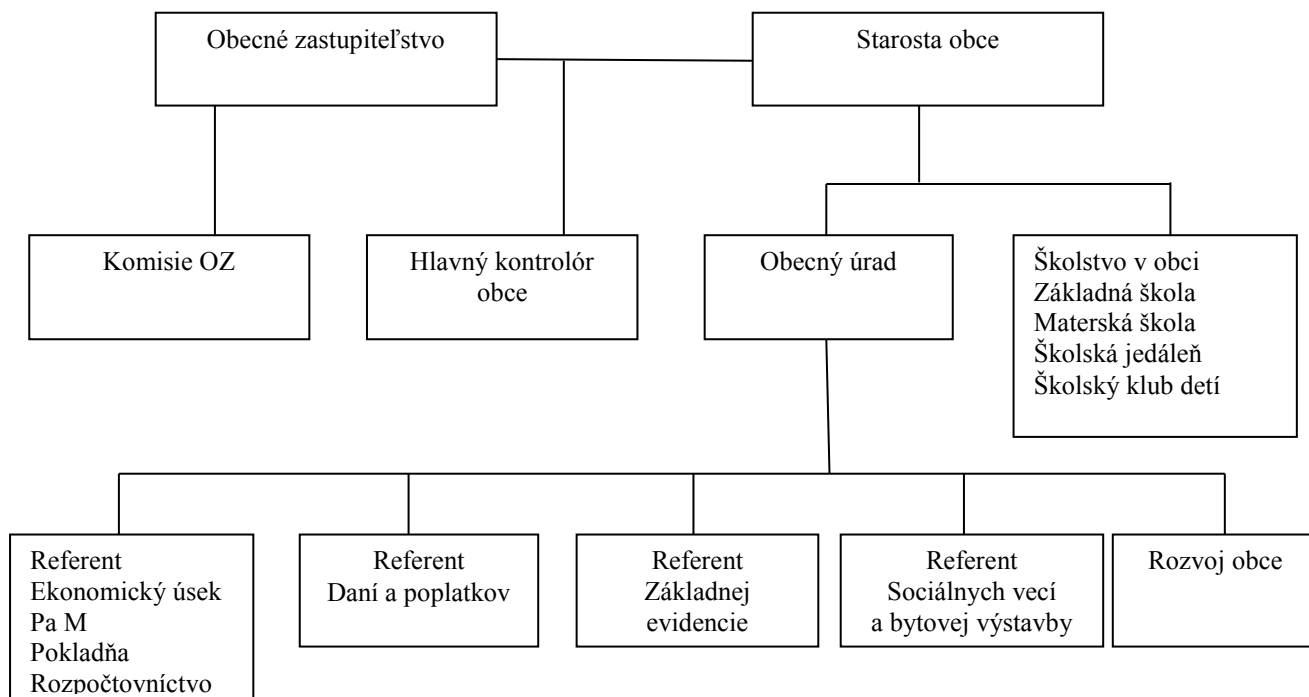 Obecné zastupiteľstvo
Starosta obce
Komisie OZ
Hlavný kontrolór
obce
Obecný úrad
Školstvo v obci
Základná škola
Materská škola
Školská jedáleň
Školský klub detí
Referent
Ekonomický úsek
Pa M
Pokladňa
Rozpočtovníctvo
Referent
Daní a poplatkov
Referent
Základnej
evidencie
Referent
Sociálnych vecí
a bytovej výstavby
Rozvoj obce